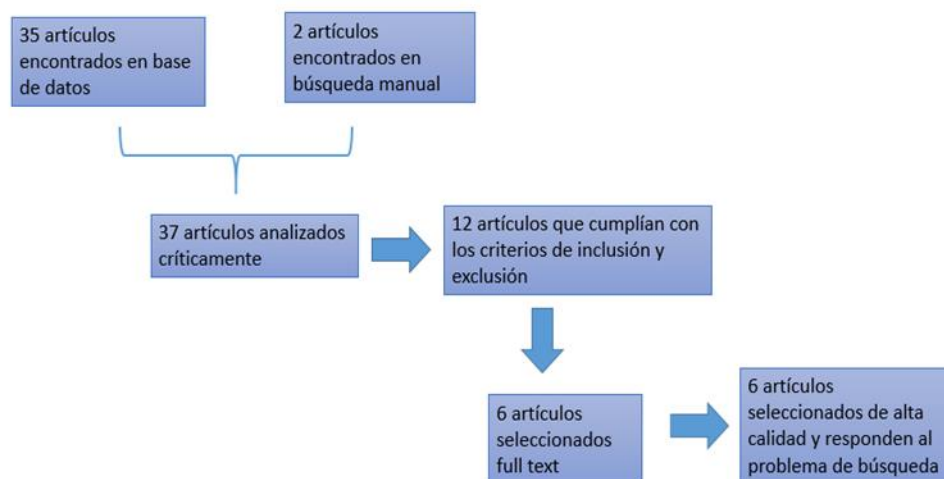 35 artículos
encontrados en base
de datos
2 artículos
encontrados en
búsqueda manual
37 artículos analizados
críticamente
12 artículos que cumplían con
los criterios de inclusión y
exclusión
6 artículos
seleccionados
full text
6 artículos
seleccionados de alta
calidad y responden al
problema de búsqueda